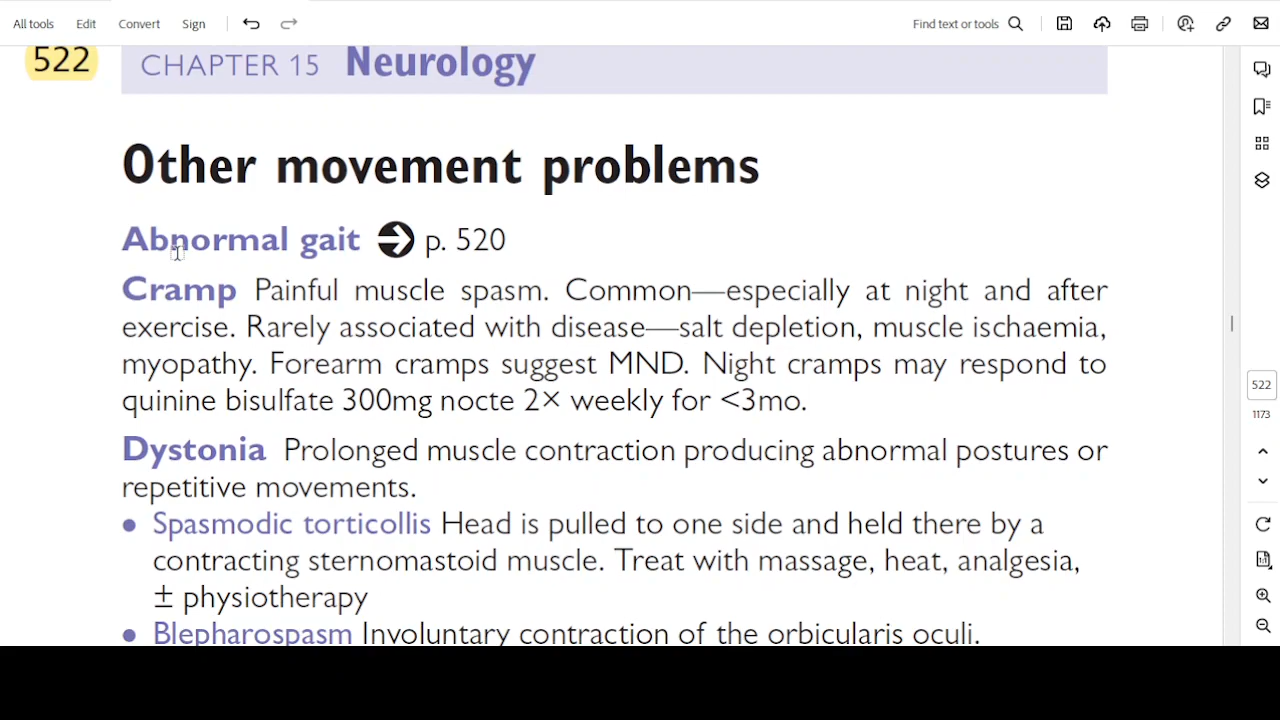 All tools Edit Convert Sign Find text or tools
522 CHAPTER 15 Neurology
Other movement problems
Abnormal gait p. 520
Cramp Painful muscle spasm. Common—especially at night and after
exercise. Rarely associated with disease—salt depletion, muscle ischaemia,
myopathy. Forearm cramps suggest MND. Night cramps may respond to
quinine bisulfate 300mg nocte 2× weekly for <3mo.
Dystonia Prolonged muscle contraction producing abnormal postures or
repetitive movements.
• Spasmodic torticollis Head is pulled to one side and held there by a
contracting sternomastoid muscle. Treat with massage, heat, analgesia,
± physiotherapy
• Blepharospasm Involuntary contraction of the orbicularis oculi.
522
1173